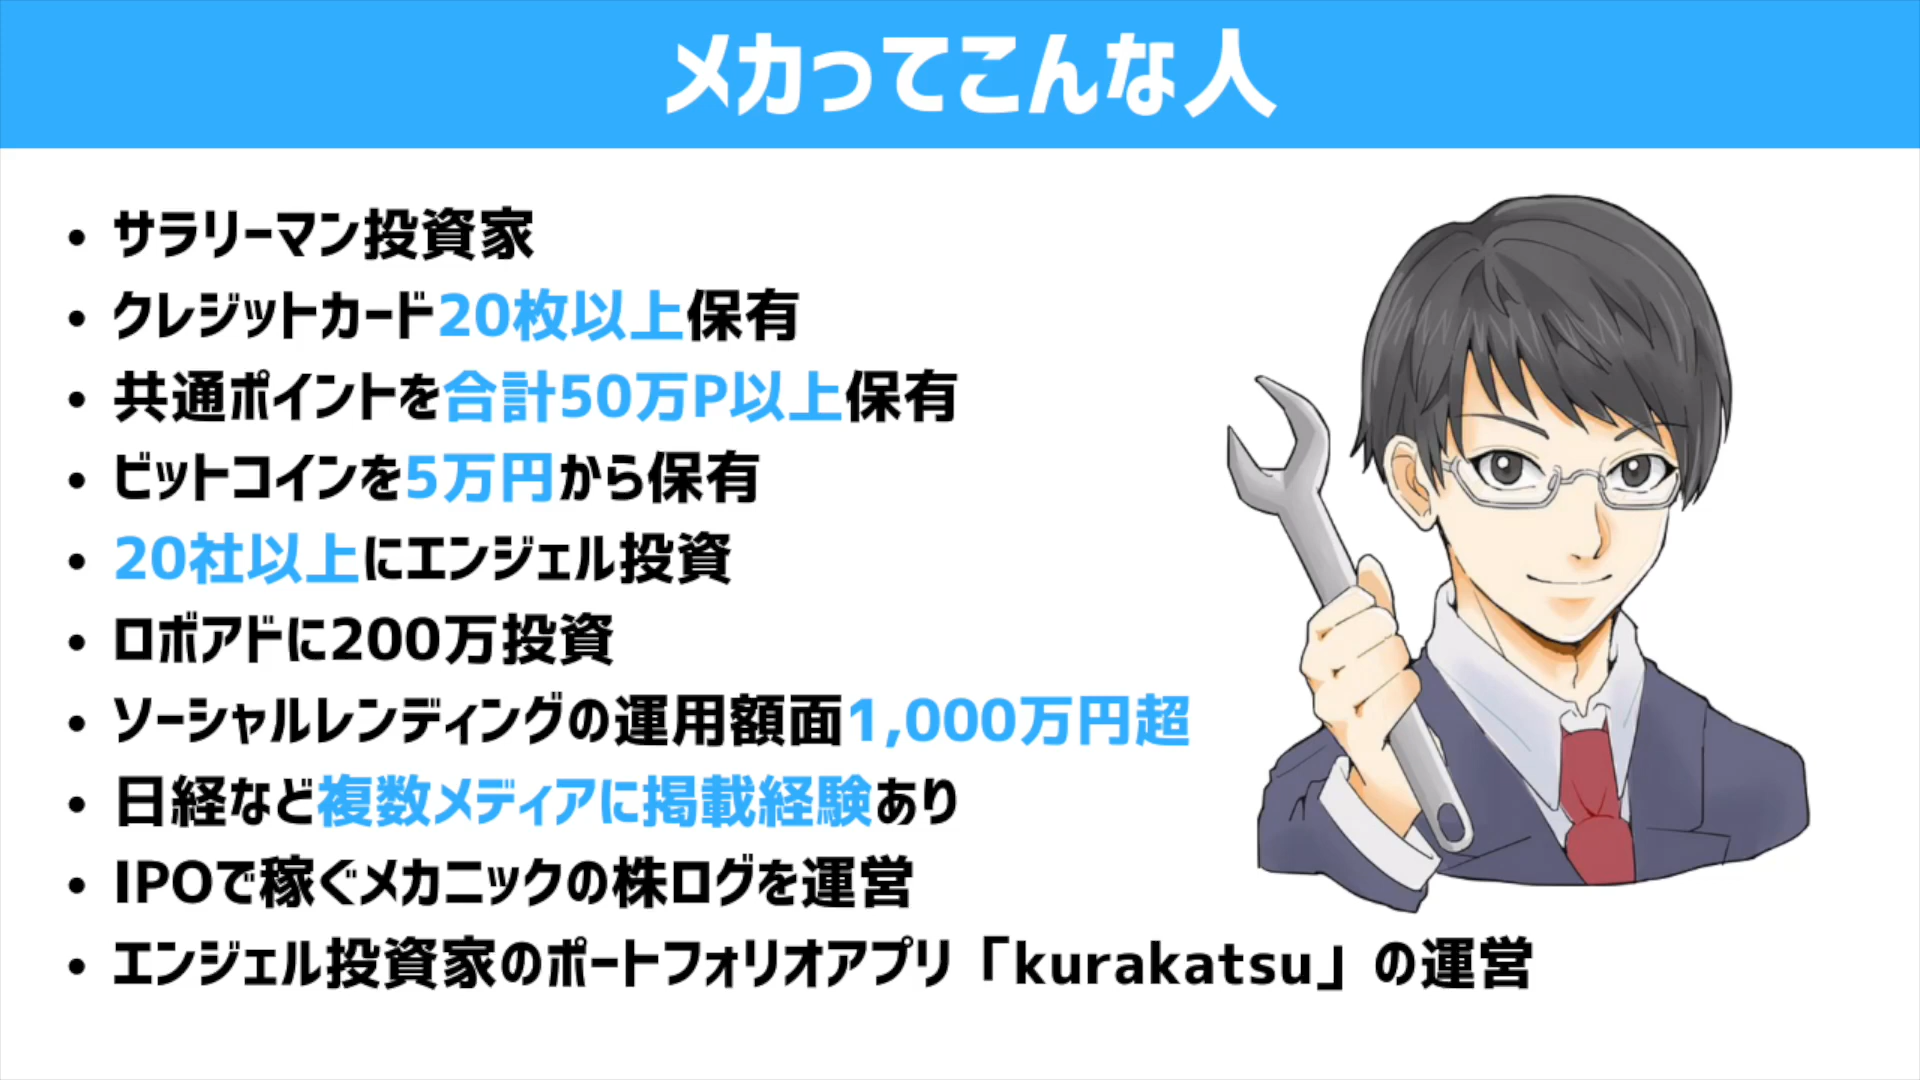 メカってこんな人
• サラリーマン投資家
• クレジットカード20枚以上保有
• 共通ポイントを合計50万P以上保有
• ビットコインを5万円から保有
• 20社以上にエンジェル投資
• ロボアドに200万投資
• ソーシャルレンディングの運用額面1,000万円超
• 日経など複数メディアに掲載経験あり
• IPOで稼ぐメカニックの株ログを運営
• エンジェル投資家のポートフォリオアプリ「kurakatsu」の運営